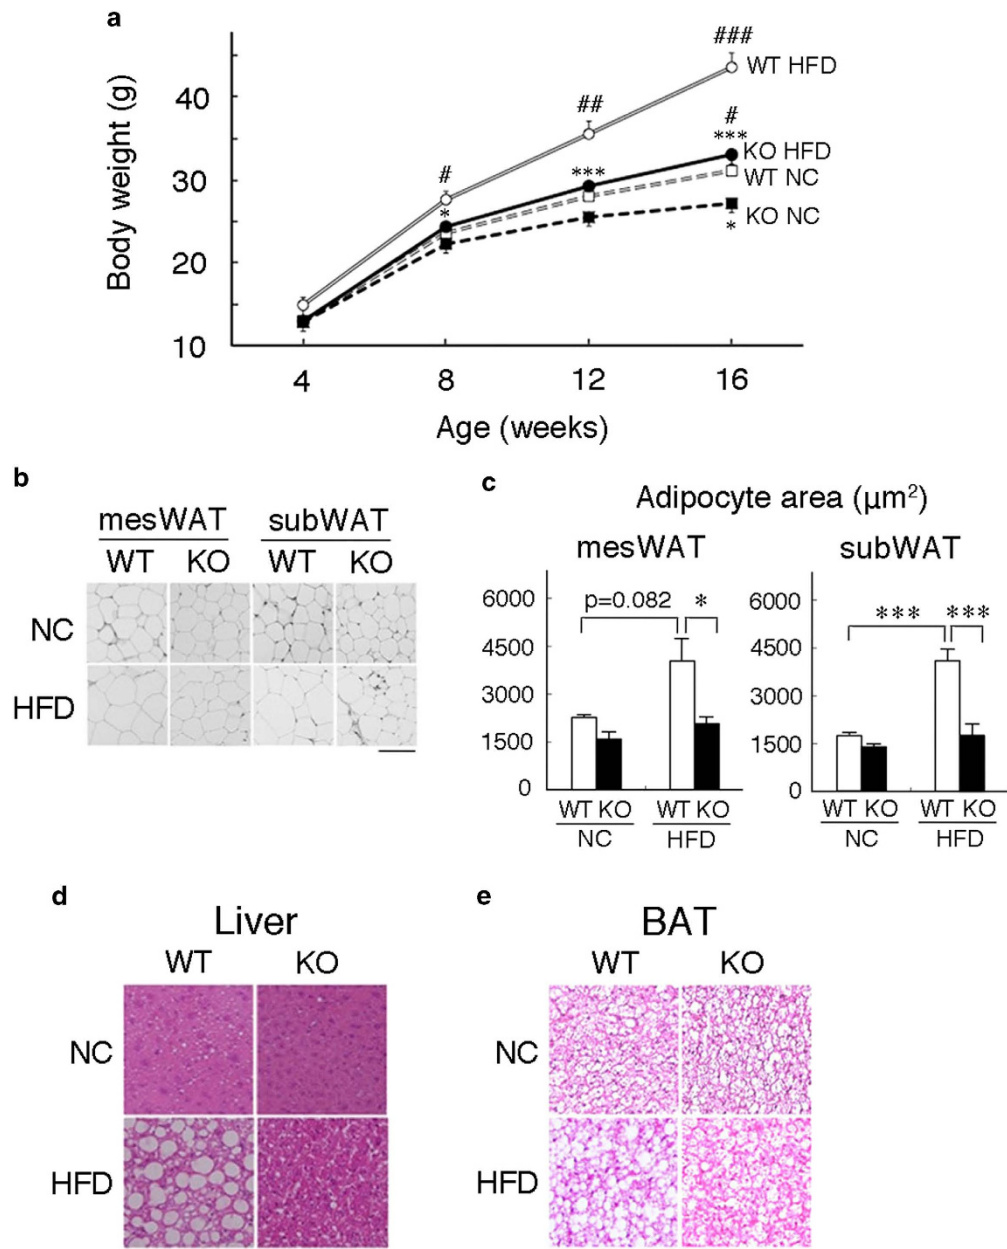 a
Body weight (g)
40
30
20
10
4
8
12
16
Age (weeks)
###
WT HFD
##
#
***
KO HFD
***
#
*
WT NC
KO NC
*
b
mesWAT
subWAT
WT
KO
WT
KO
NC
HFD
c
Adipocyte area (μm²)
mesWAT
subWAT
6000
4500
3000
1500
0
p=0.082
*
WT KO
WT KO
NC
HFD
6000
4500
3000
1500
0
***
***
WT KO
WT KO
NC
HFD
d
Liver
WT
KO
NC
HFD
e
BAT
WT
KO
NC
HFD